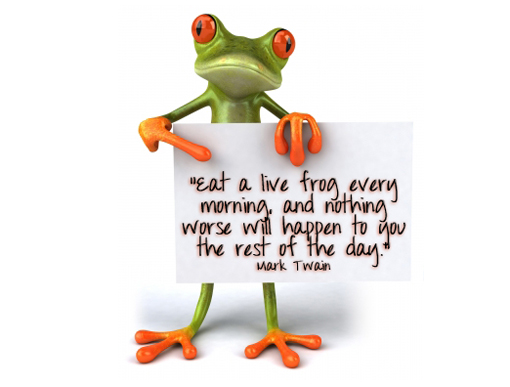 "Eat a live frog every
morning, and nothing
worse will happen to you
the rest of the day."
Mark Twain